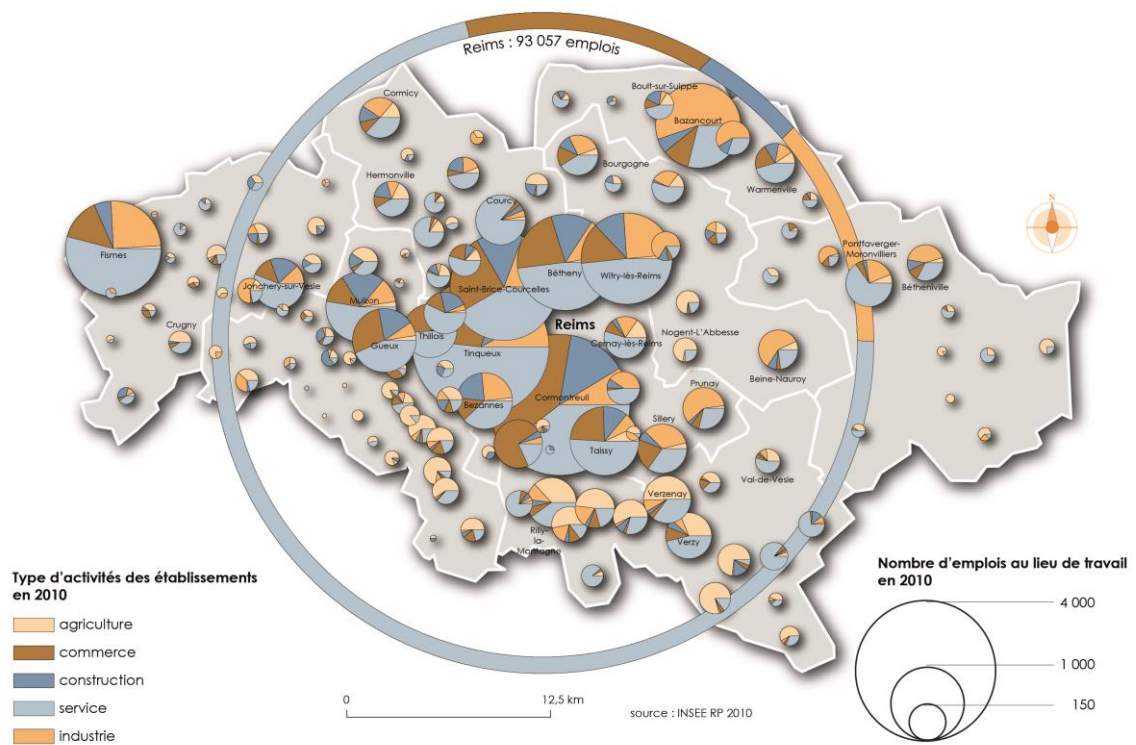 Reims : 93 057 emplois
Cormicy
Boult-sur-Suippe
Bazancourt
Bourgogne
Hermonville
Warmeriville
Courcy
N
Fismes
Bétheny
Witry-lès-Reims
Pontfaverger-
Moronvilliers
Bétheniville
Jonchery-sur-Vesle
Saint-Brice-Courcelles
Muizon
Reims
Crugny
Thillois
Gueux
Tinqueux
Cernay-lès-Reims
Nogent-L'Abbesse
Beine-Nauroy
Bezannes
Cormontreuil
Prunay
Sillery
Taissy
Val-de-Vesle
Verzenay
Rilly-
la-
Montagne
Verzy
Type d'activités des établissements
en 2010
agriculture
commerce
construction
service
industrie
0
12,5 km
source : INSEE RP 2010
Nombre d'emplois au lieu de travail
en 2010
4 000
1 000
150